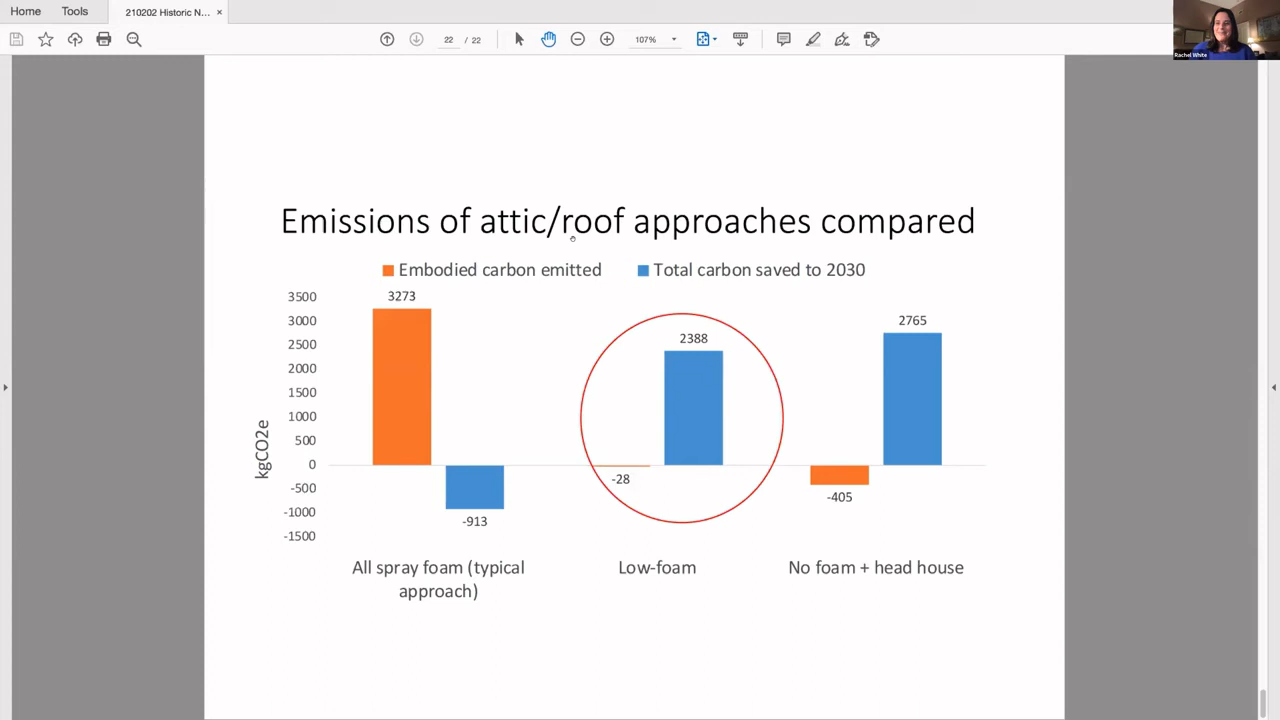 Home
Tools
210202 Historic N... ×
22 / 22
107%
Rachel White
Emissions of attic/roof approaches compared
Embodied carbon emitted
Total carbon saved to 2030
3500
3000
2500
2000
1500
1000
500
0
-500
-1000
-1500
kgCO2e
3273
-913
-28
2388
-405
2765
All spray foam (typical
approach)
Low-foam
No foam + head house